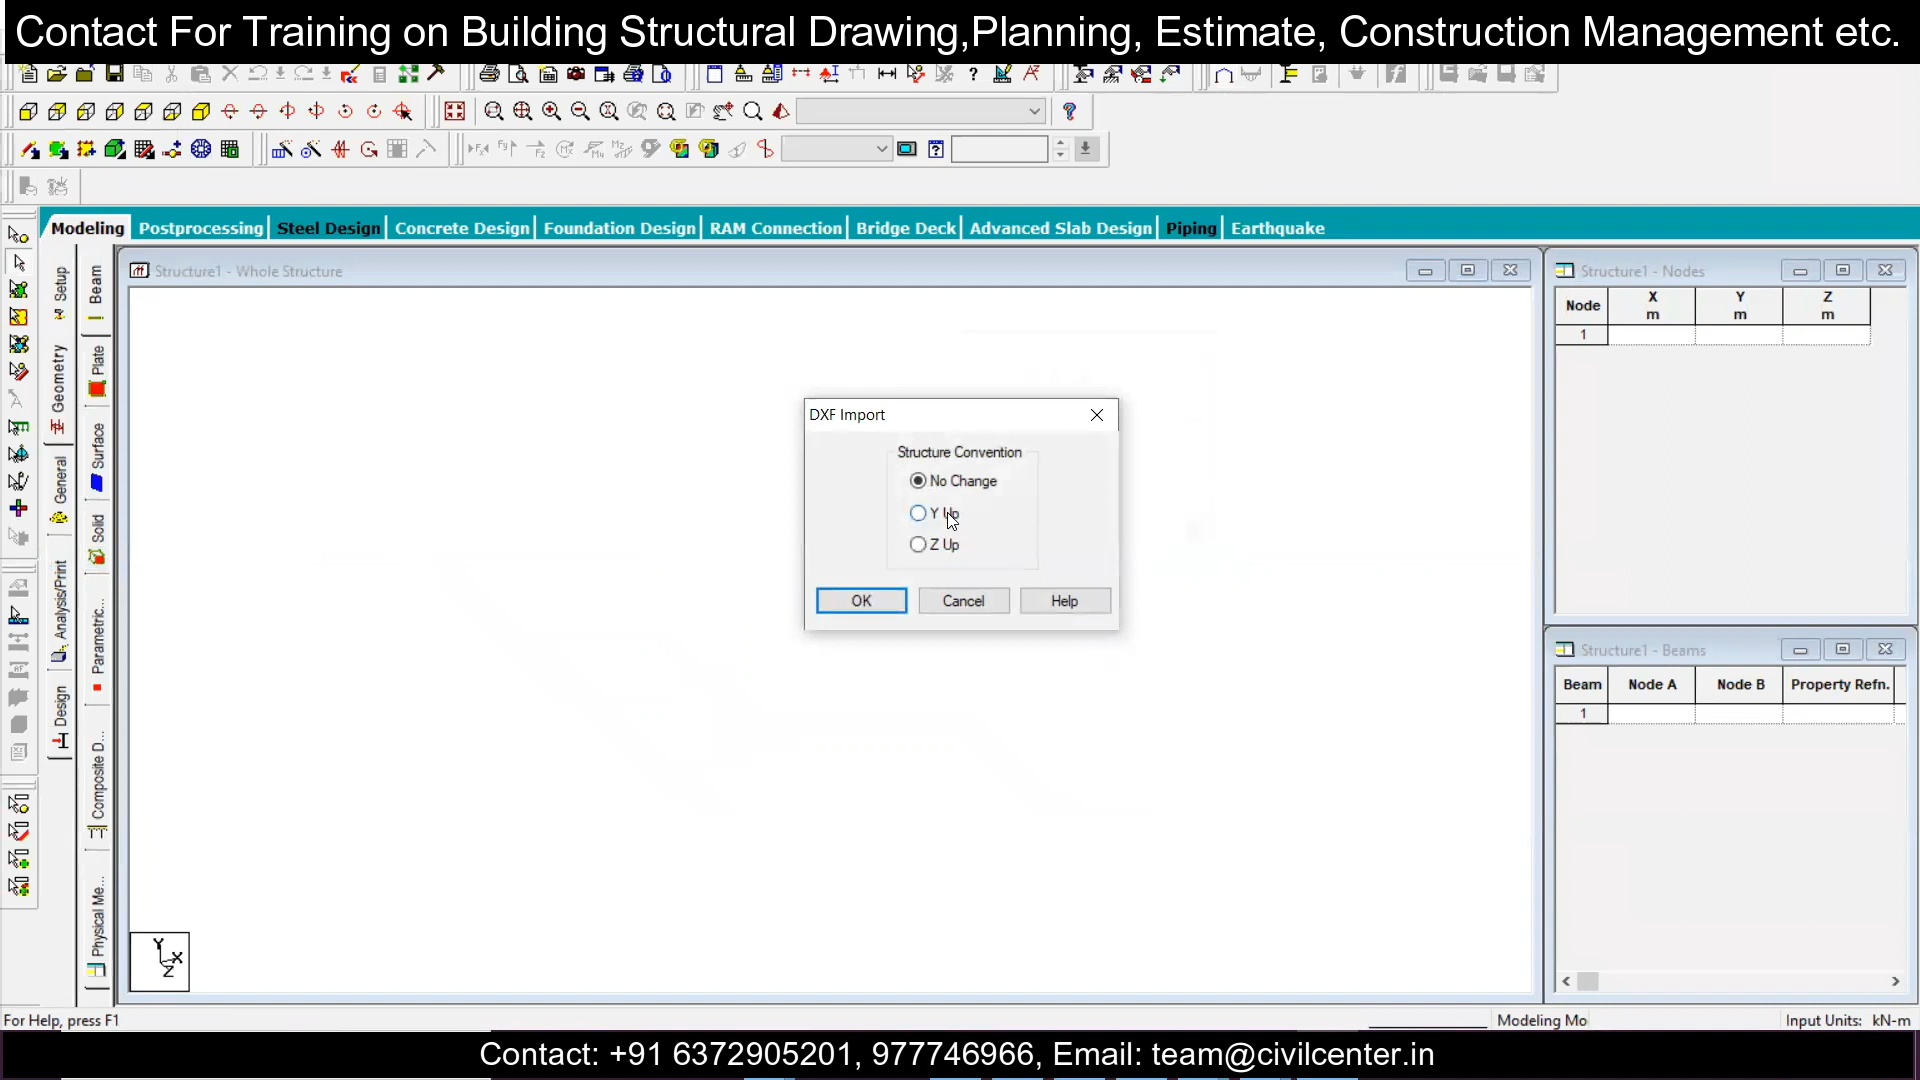 Contact For Training on Building Structural Drawing,Planning, Estimate, Construction Management etc.
Modeling Postprocessing Steel Design Concrete Design Foundation Design RAM Connection Bridge Deck Advanced Slab Design Piping Earthquake
Setup
Geometry
General
Analysis/Print
Design
Beam
Plate
Surface
Solid
Parametric...
Composite D...
Physical Me...
Structure1 - Whole Structure
DXF Import
Structure Convention
No Change
Y Up
Z Up
OK Cancel Help
Y
X
Z
Structure1 - Nodes
Node X m Y m Z m
1
Structure1 - Beams
Beam Node A Node B Property Refn.
1
For Help, press F1
Modeling Mo
Input Units: kN-m
Contact: +91 6372905201, 977746966, Email: team@civilcenter.in